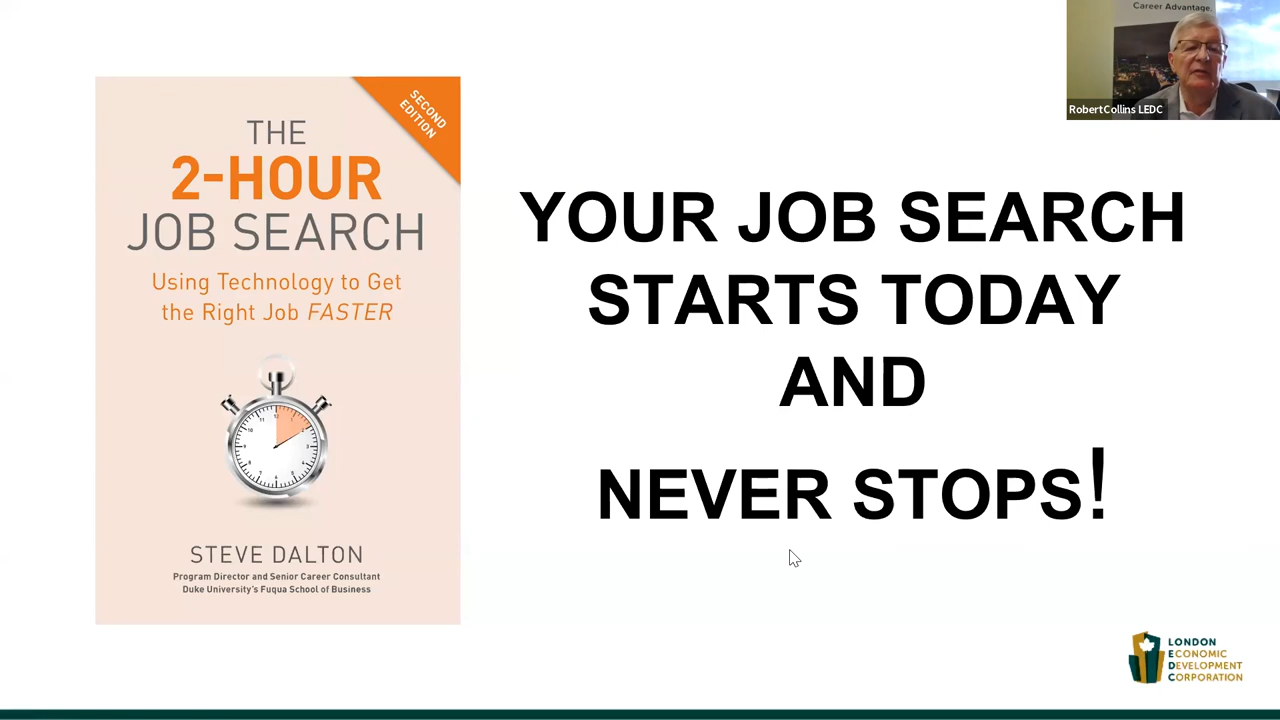 Career Advantage.
RobertCollins LEDC
SECOND
EDITION
THE
2-HOUR
JOB SEARCH
Using Technology to Get
the Right Job FASTER
STEVE DALTON
Program Director and Senior Career Consultant
Duke University's Fuqua School of Business
YOUR JOB SEARCH
STARTS TODAY
AND
NEVER STOPS!
LONDON
ECONOMIC
DEVELOPMENT
CORPORATION